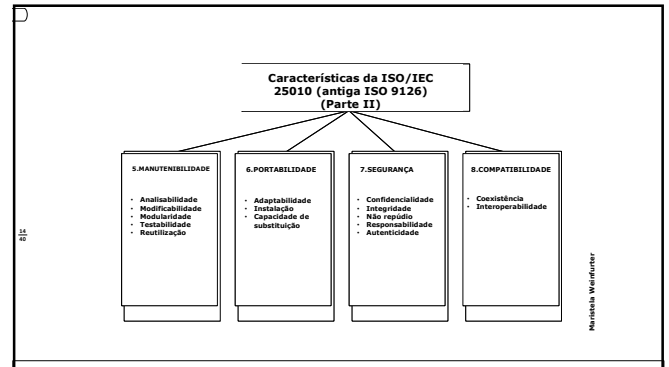 Características da ISO/IEC
25010 (antiga ISO 9126)
(Parte II)
5.MANUTENIBILIDADE
• Analisabilidade
• Modificabilidade
• Modularidade
• Testabilidade
• Reutilização
6.PORTABILIDADE
• Adaptabilidade
• Instalação
• Capacidade de
substituição
7.SEGURANÇA
• Confidencialidade
• Integridade
• Não repúdio
• Responsabilidade
• Autenticidade
8.COMPATIBILIDADE
• Coexistência
• Interoperabilidade
14
40
Maristela Weinfurter